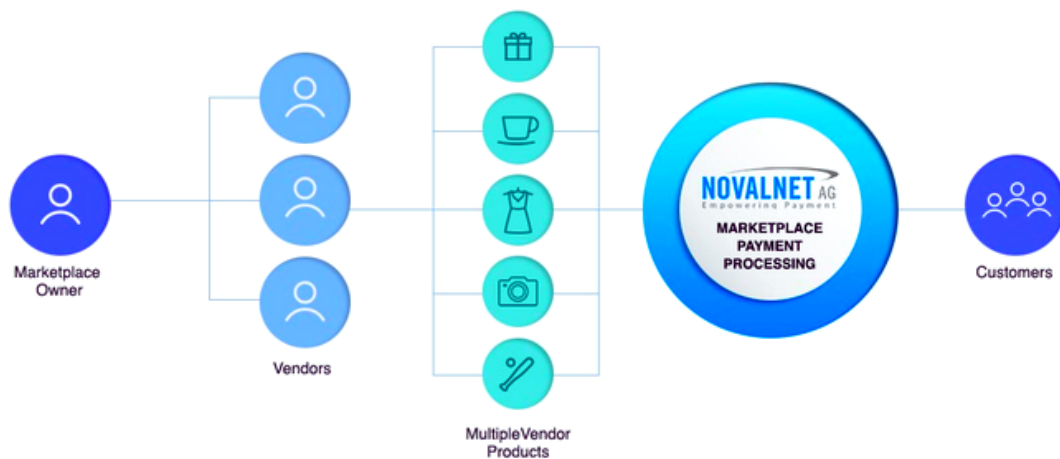 Marketplace
Owner
Vendors
MultipleVendor
Products
NOVALNET AG
Empowering Payment
MARKETPLACE
PAYMENT
PROCESSING
Customers